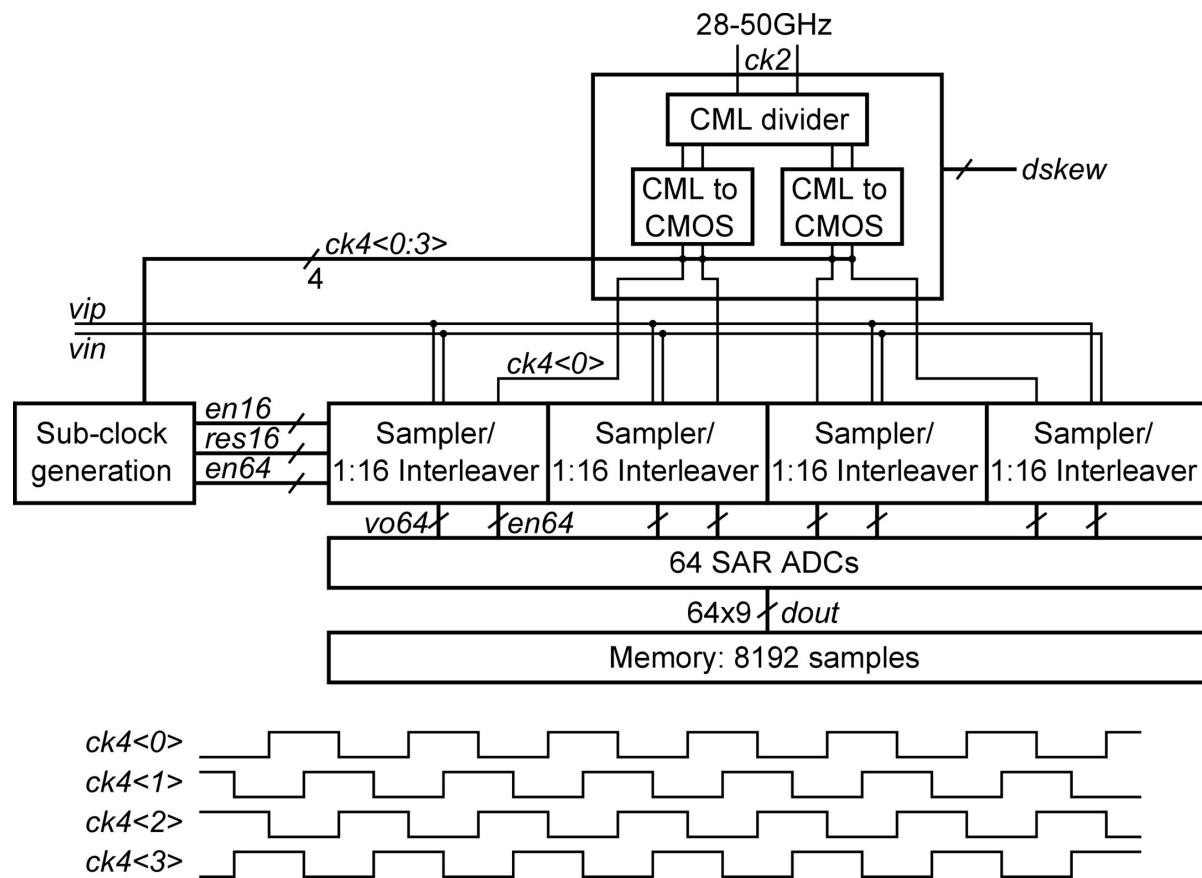 28-50GHz
ck2
CML divider
dskew
CML to
CMOS
CML to
CMOS
ck4<0:3>
4
vip
vin
ck4<0>
Sub-clock
generation
en16
res16
en64
Sampler/
1:16 Interleaver
Sampler/
1:16 Interleaver
Sampler/
1:16 Interleaver
Sampler/
1:16 Interleaver
vo64
en64
64 SAR ADCs
64x9
dout
Memory: 8192 samples
ck4<0>
ck4<1>
ck4<2>
ck4<3>